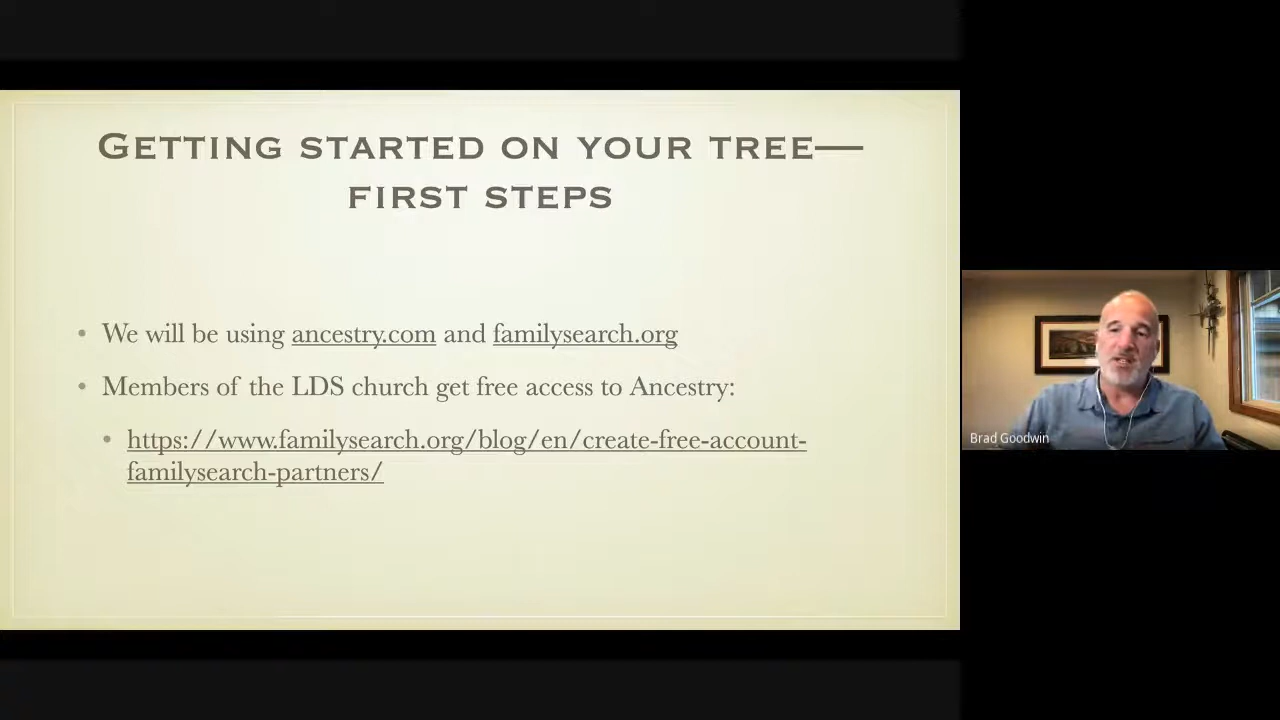 Getting started on your tree—
first steps
• We will be using ancestry.com and familysearch.org
• Members of the LDS church get free access to Ancestry:
• https://www.familysearch.org/blog/en/create-free-account-
familysearch-partners/
Brad Goodwin